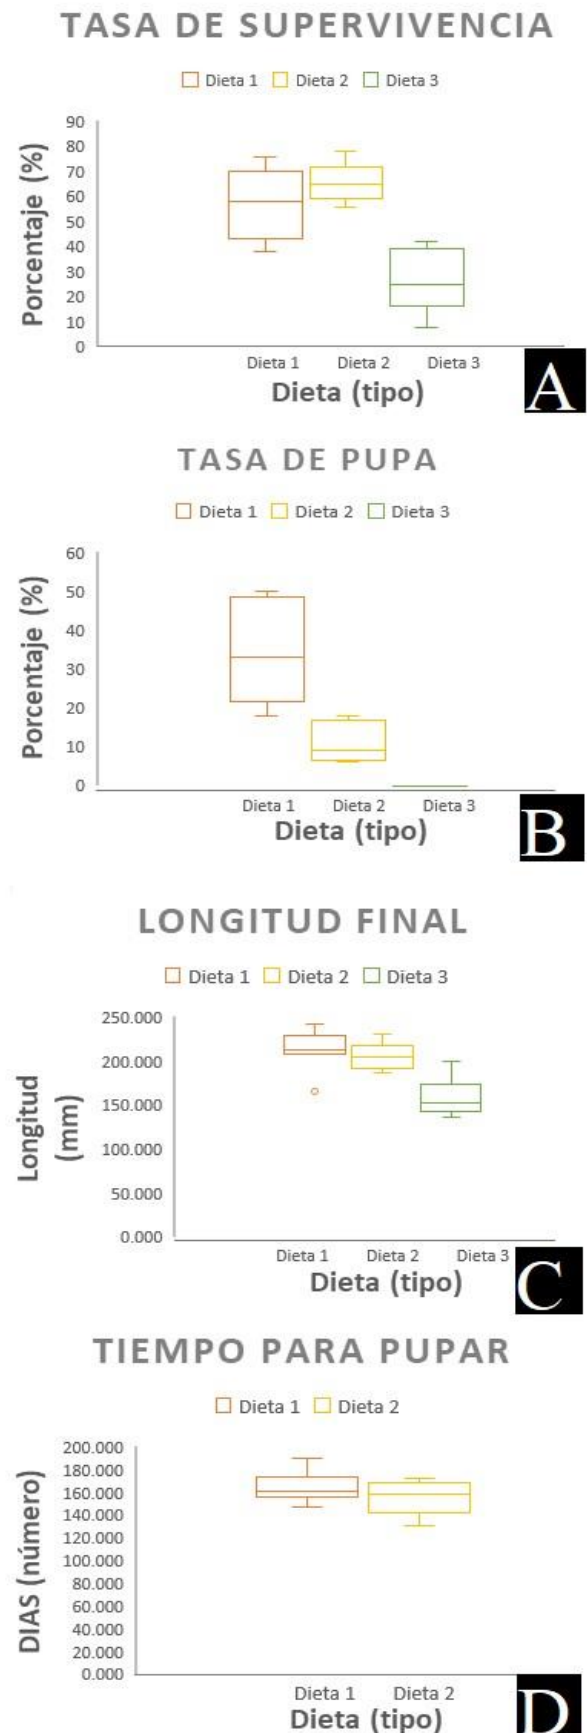 TASA DE SUPERVIVENCIA
Dieta 1 Dieta 2 Dieta 3
Porcentaje (%)
90
80
70
60
50
40
30
20
10
0
Dieta 1 Dieta 2 Dieta 3
Dieta (tipo)
A
TASA DE PUPA
Dieta 1 Dieta 2 Dieta 3
Porcentaje (%)
60
50
40
30
20
10
0
Dieta 1 Dieta 2 Dieta 3
Dieta (tipo)
B
LONGITUD FINAL
Dieta 1 Dieta 2 Dieta 3
Longitud
(mm)
250.000
200.000
150.000
100.000
50.000
0.000
Dieta 1 Dieta 2 Dieta 3
Dieta (tipo)
C
TIEMPO PARA PUPAR
Dieta 1 Dieta 2
DIAS (número)
200.000
180.000
160.000
140.000
120.000
100.000
80.000
60.000
40.000
20.000
0.000
Dieta 1 Dieta 2
Dieta (tipo)
D